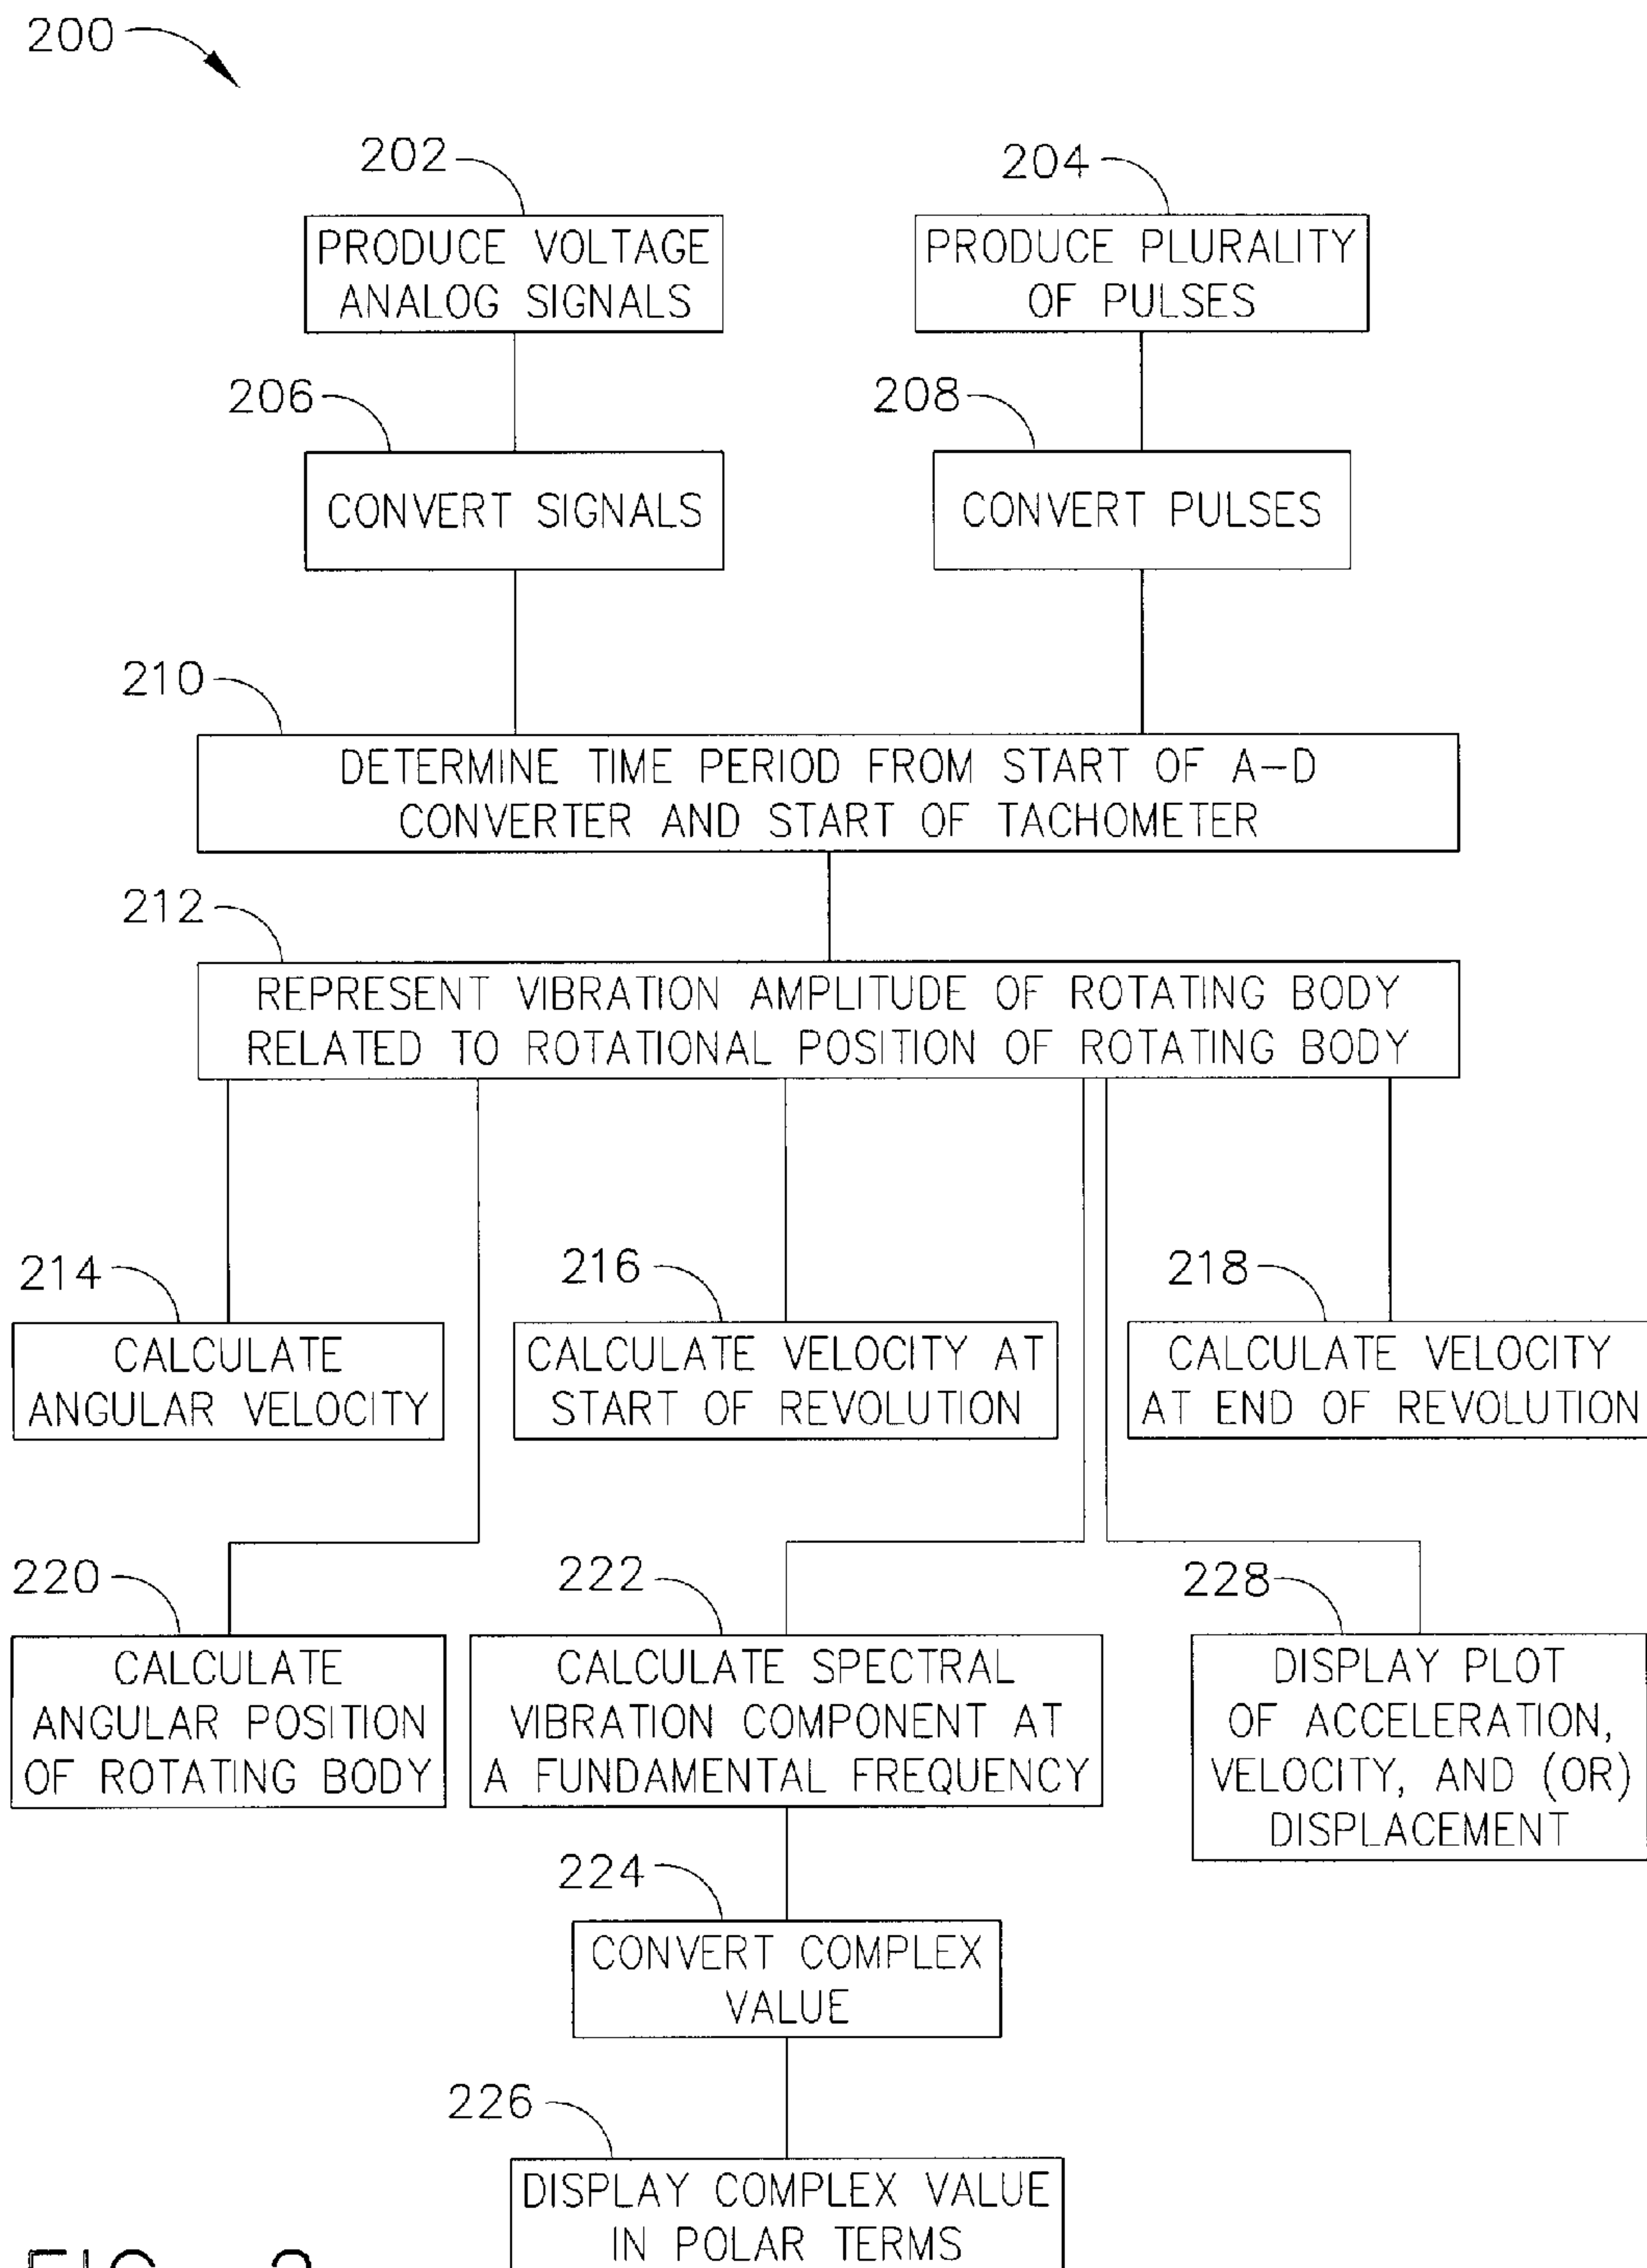 200
202
204
PRODUCE VOLTAGE
ANALOG SIGNALS
PRODUCE PLURALITY
OF PULSES
206
208
CONVERT SIGNALS
CONVERT PULSES
210
DETERMINE TIME PERIOD FROM START OF A-D
CONVERTER AND START OF TACHOMETER
212
REPRESENT VIBRATION AMPLITUDE OF ROTATING BODY
RELATED TO ROTATIONAL POSITION OF ROTATING BODY
214
216
218
CALCULATE
ANGULAR VELOCITY
CALCULATE VELOCITY AT
START OF REVOLUTION
CALCULATE VELOCITY
AT END OF REVOLUTION
220
222
228
CALCULATE
ANGULAR POSITION
OF ROTATING BODY
CALCULATE SPECTRAL
VIBRATION COMPONENT AT
A FUNDAMENTAL FREQUENCY
DISPLAY PLOT
OF ACCELERATION,
VELOCITY, AND (OR)
DISPLACEMENT
224
CONVERT COMPLEX
VALUE
226
DISPLAY COMPLEX VALUE
IN POLAR TERMS